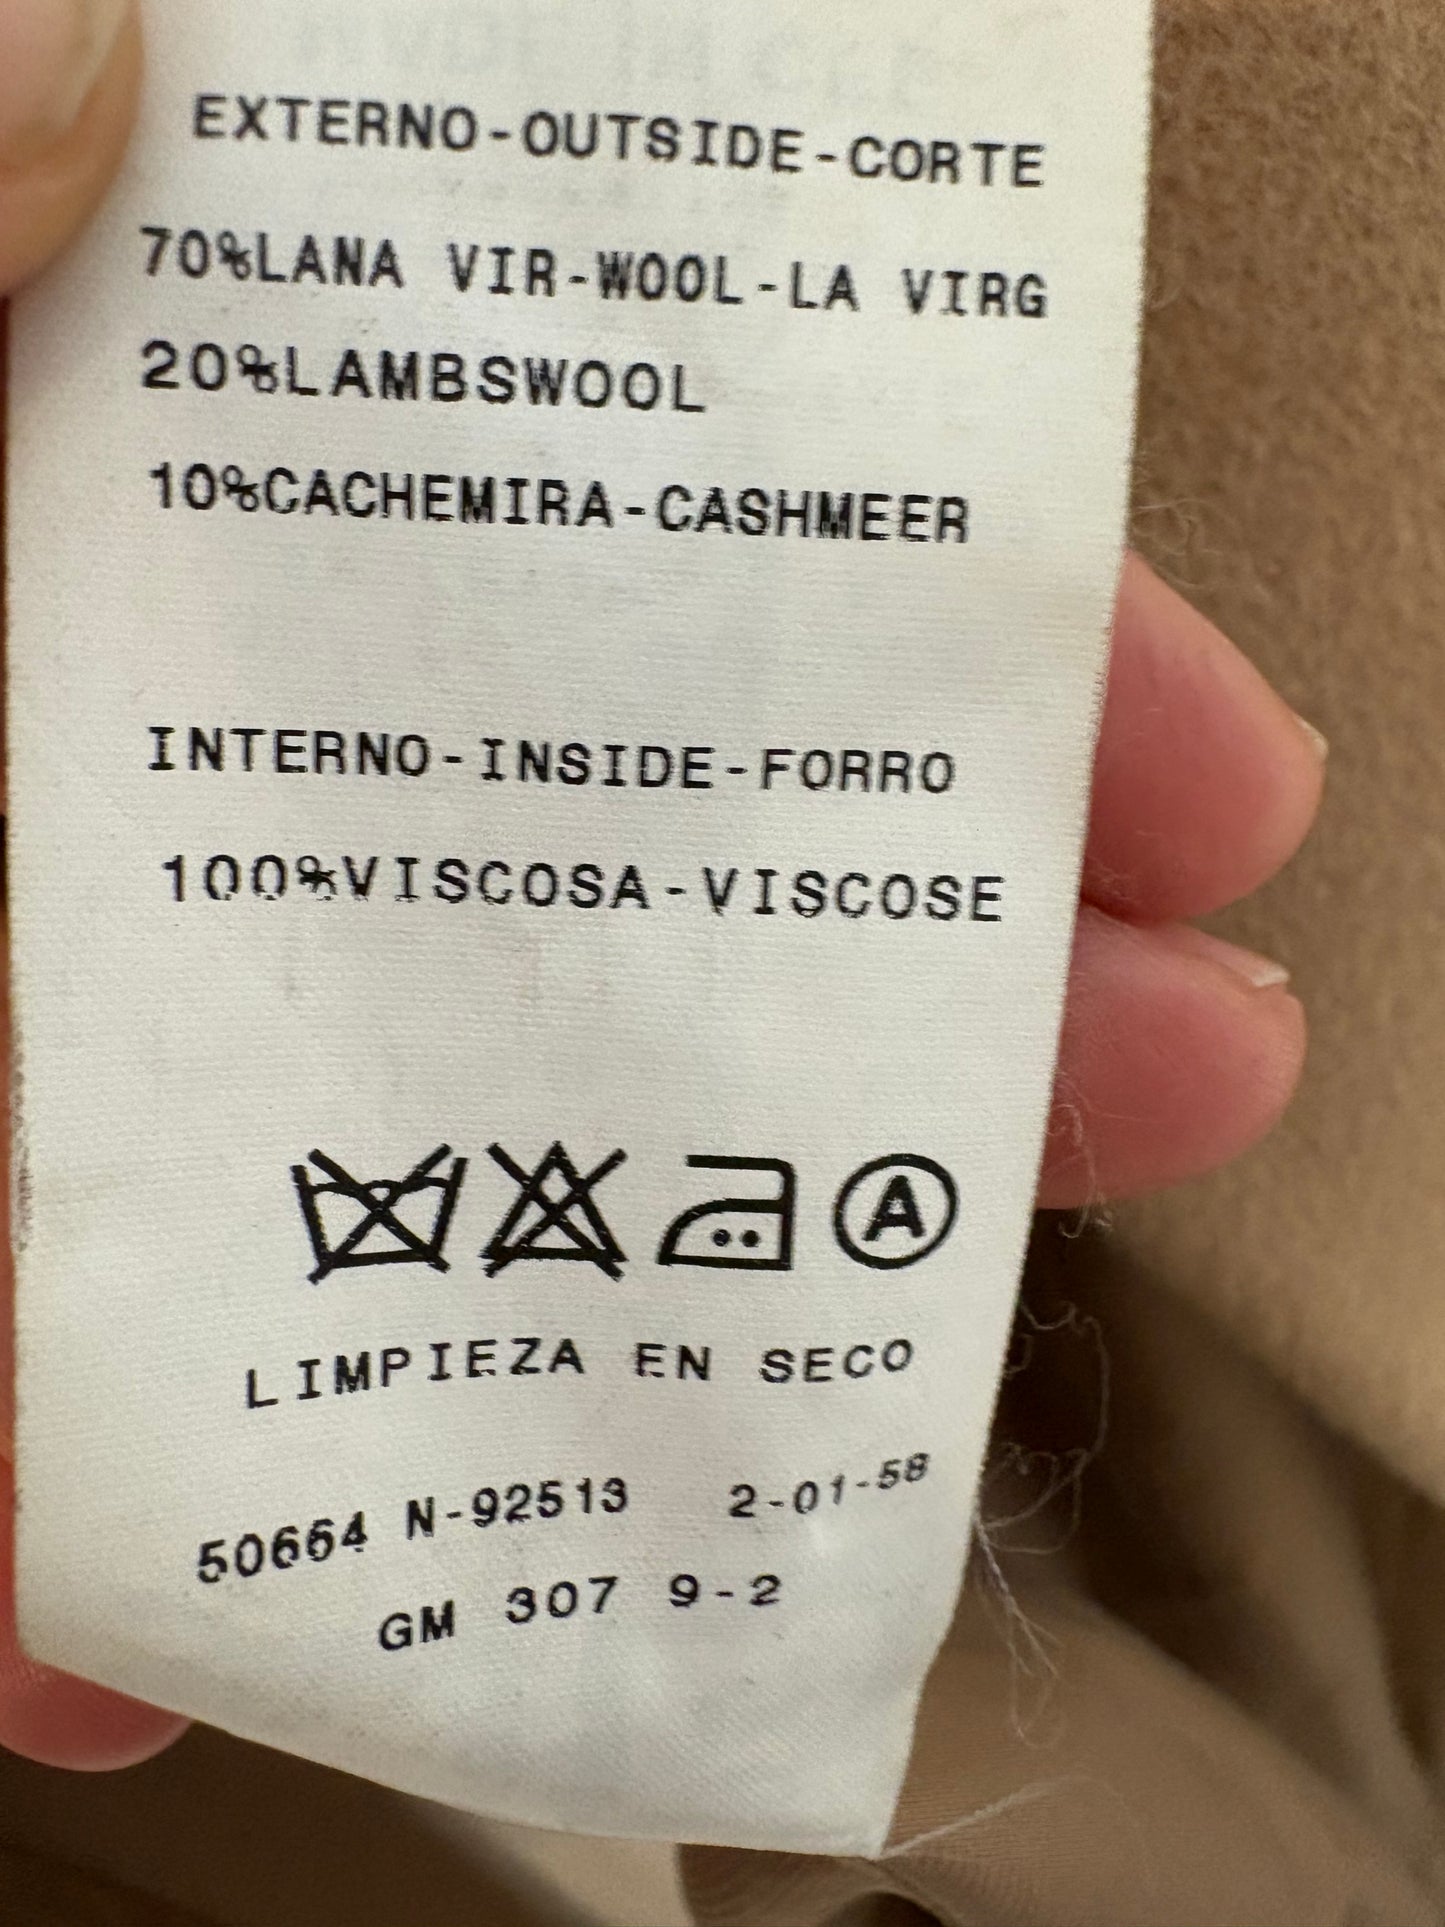 EXTERNO-OUTSIDE-CORTE
70%LANA VIR-WOOL-LA VIRG
20%LAMBSWOOL
10%CACHEMIRA-CASHMEER
INTERNO-INSIDE-FORRO
100%VISCOSA-VISCOSE
A
LIMPIEZA EN SECO
50664 N-92513 2-01-58
GM 307 9-2